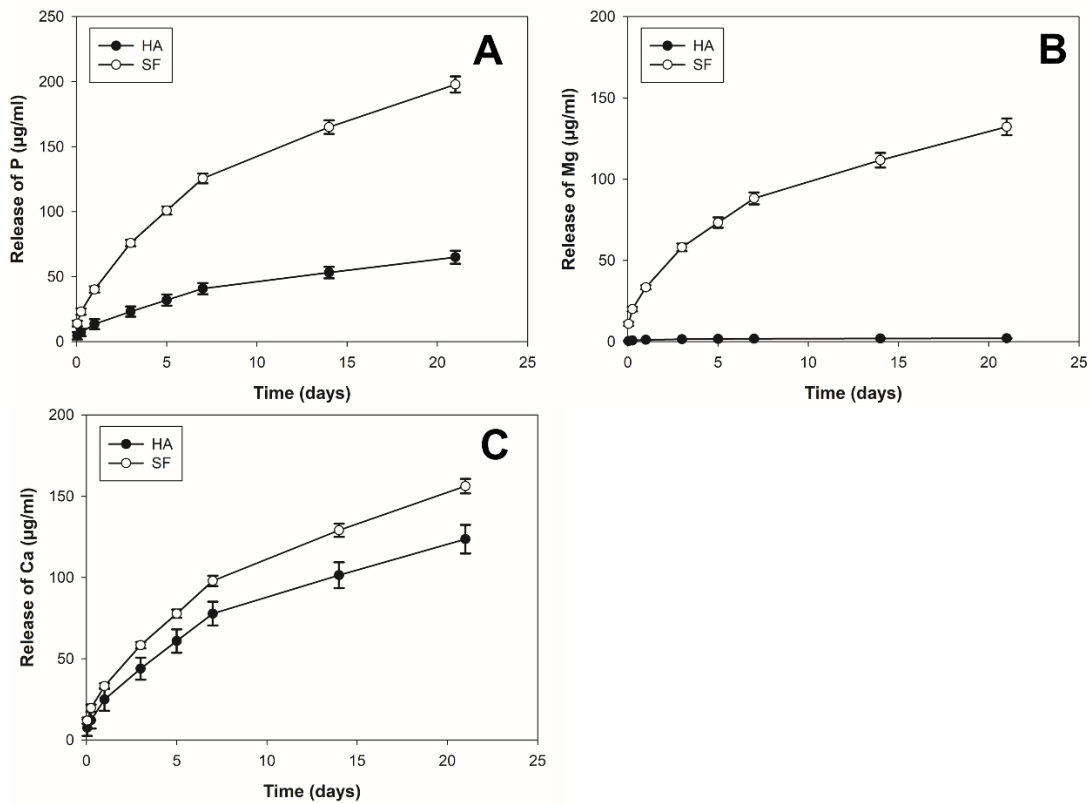 A
HA
SF
Release of P (µg/ml)
250
200
150
100
50
0
0 5 10 15 20 25
Time (days)
B
HA
SF
Release of Mg (µg/ml)
200
150
100
50
0
0 5 10 15 20 25
Time (days)
C
HA
SF
Release of Ca (µg/ml)
200
150
100
50
0
0 5 10 15 20 25
Time (days)